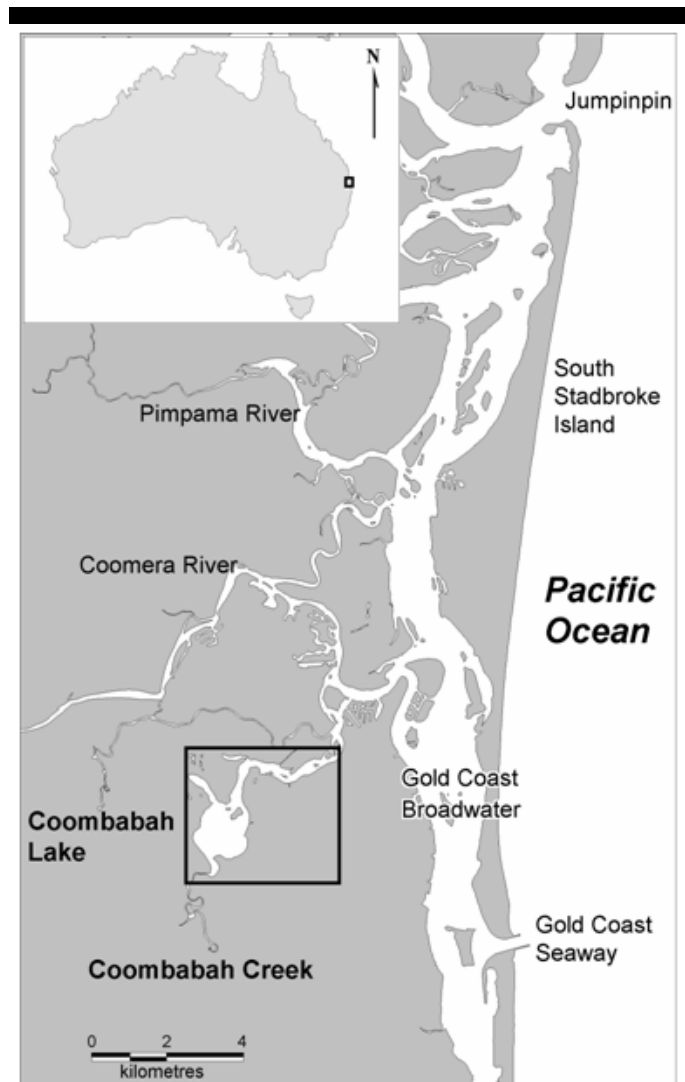 N
Jumpinpin
South
Stadbroke
Island
Pimpama River
Coomera River
Pacific
Ocean
Gold Coast
Broadwater
Coombabah
Lake
Gold Coast
Seaway
Coombabah Creek
0 2 4
kilometres